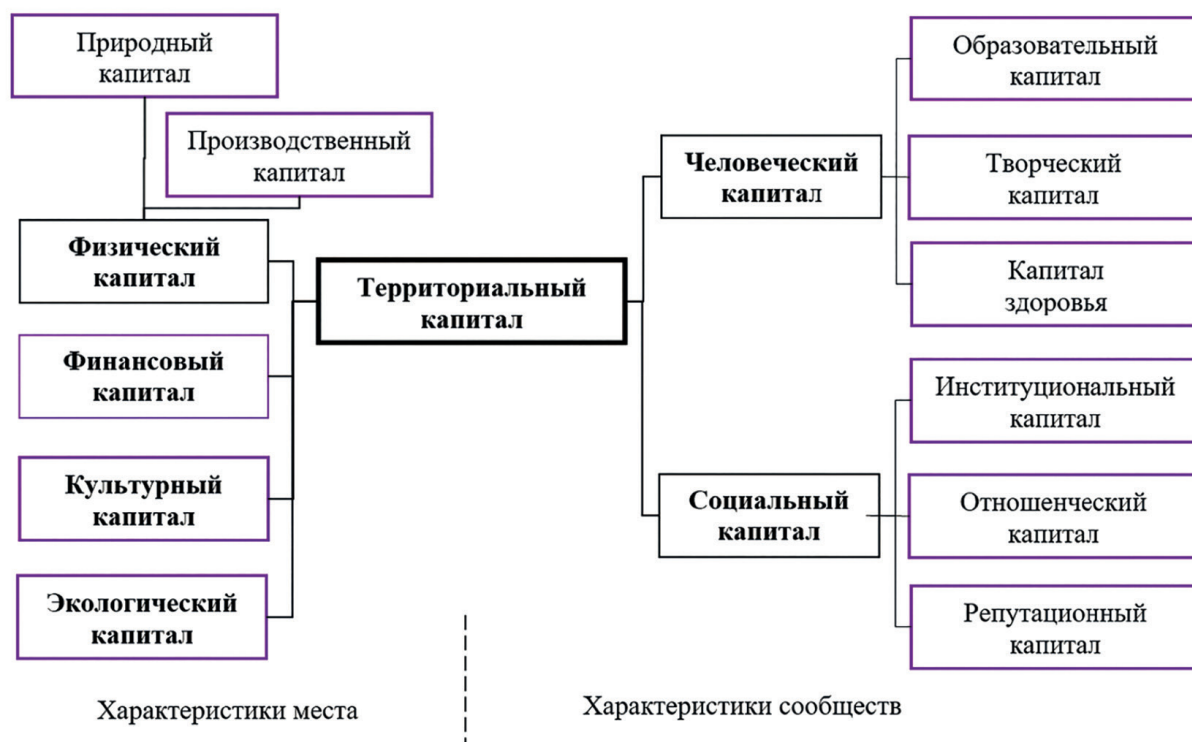 Природный
капитал
Производственный
капитал
Физический
капитал
Финансовый
капитал
Культурный
капитал
Экологический
капитал
Территориальный
капитал
Человеческий
капитал
Социальный
капитал
Образовательный
капитал
Творческий
капитал
Капитал
здоровья
Институциональный
капитал
Отношенческий
капитал
Репутационный
капитал
Характеристики места
Характеристики сообществ